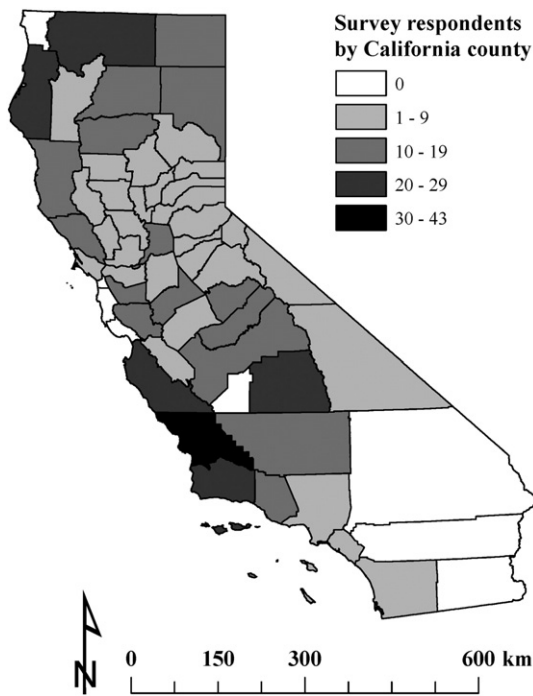 Survey respondents
by California county
0
1 - 9
10 - 19
20 - 29
30 - 43
N
0 150 300 600 km